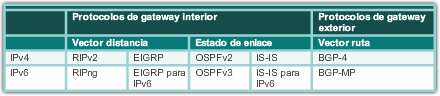 Protocolos de gateway interior
Protocolos de gateway exterior
Vector distancia Estado de enlace Vector ruta
IPv4 RIPv2 EIGRP OSPFv2 IS-IS BGP-4
IPv6 RIPng EIGRP para IPv6 OSPFv3 IS-IS para IPv6 BGP-MP